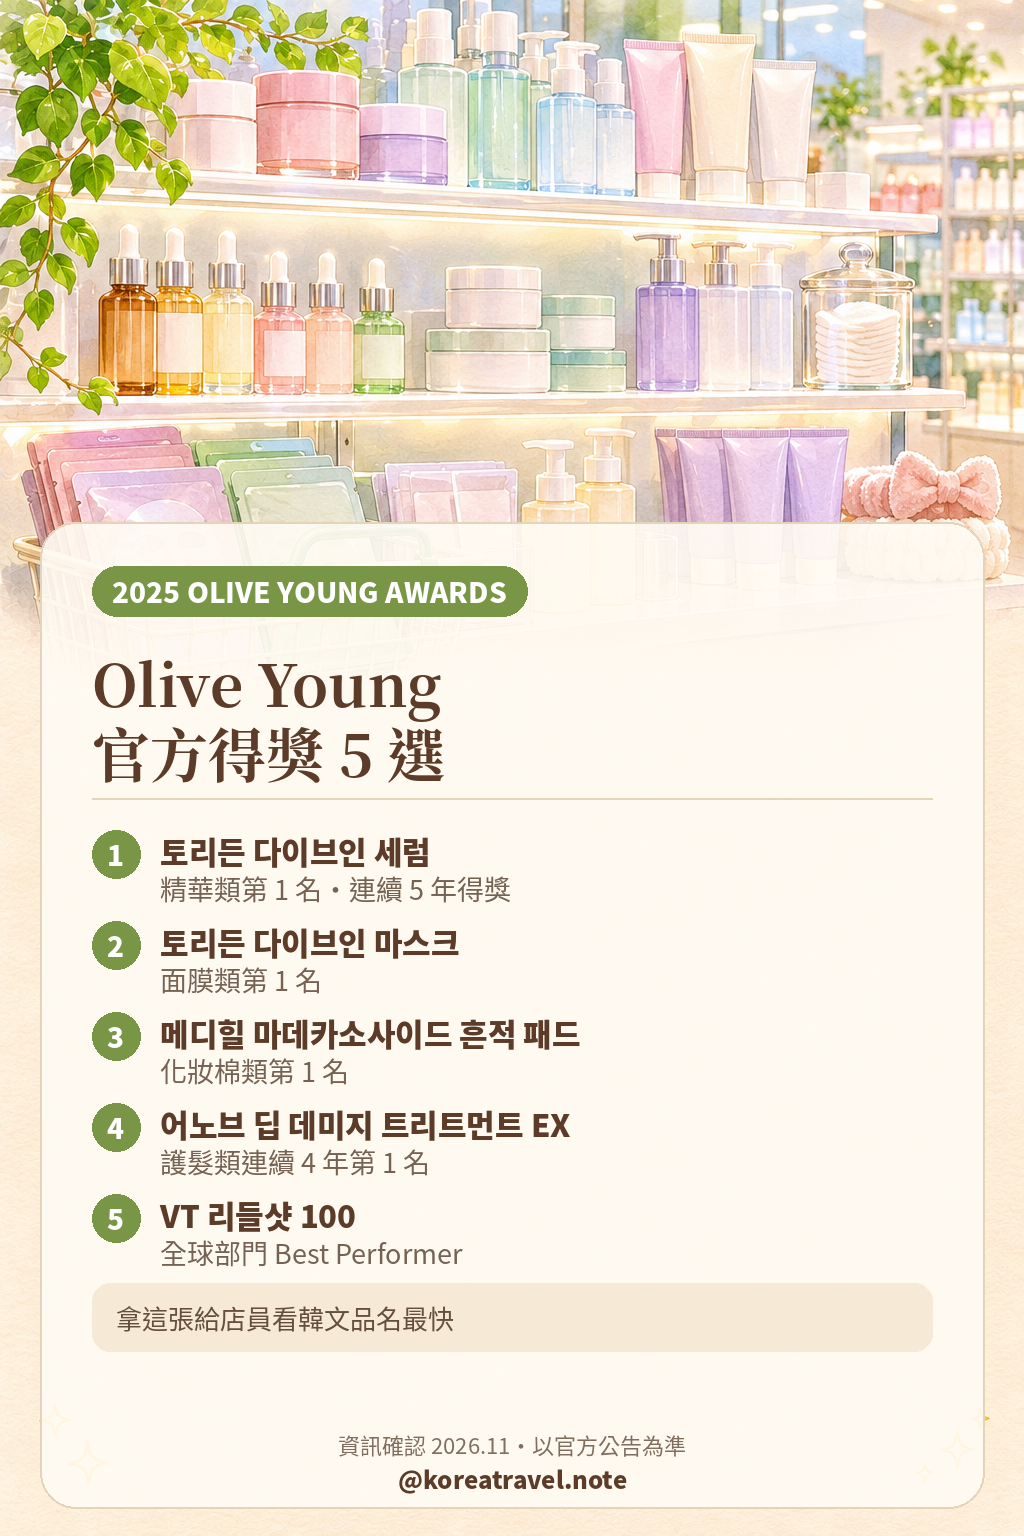 2025 OLIVE YOUNG AWARDS
Olive Young
官方得獎 5 選
1 토리든 다이브인 세럼
精華類第 1 名・連續 5 年得獎
2 토리든 다이브인 마스크
面膜類第 1 名
3 메디힐 마데카소사이드 흔적 패드
化妝棉類第 1 名
4 어노브 딥 데미지 트리트먼트 EX
護髮類連續 4 年第 1 名
5 VT 리들샷 100
全球部門 Best Performer
拿這張給店員看韓文品名最快
資訊確認 2026.11・以官方公告為準
@koreatravel.note